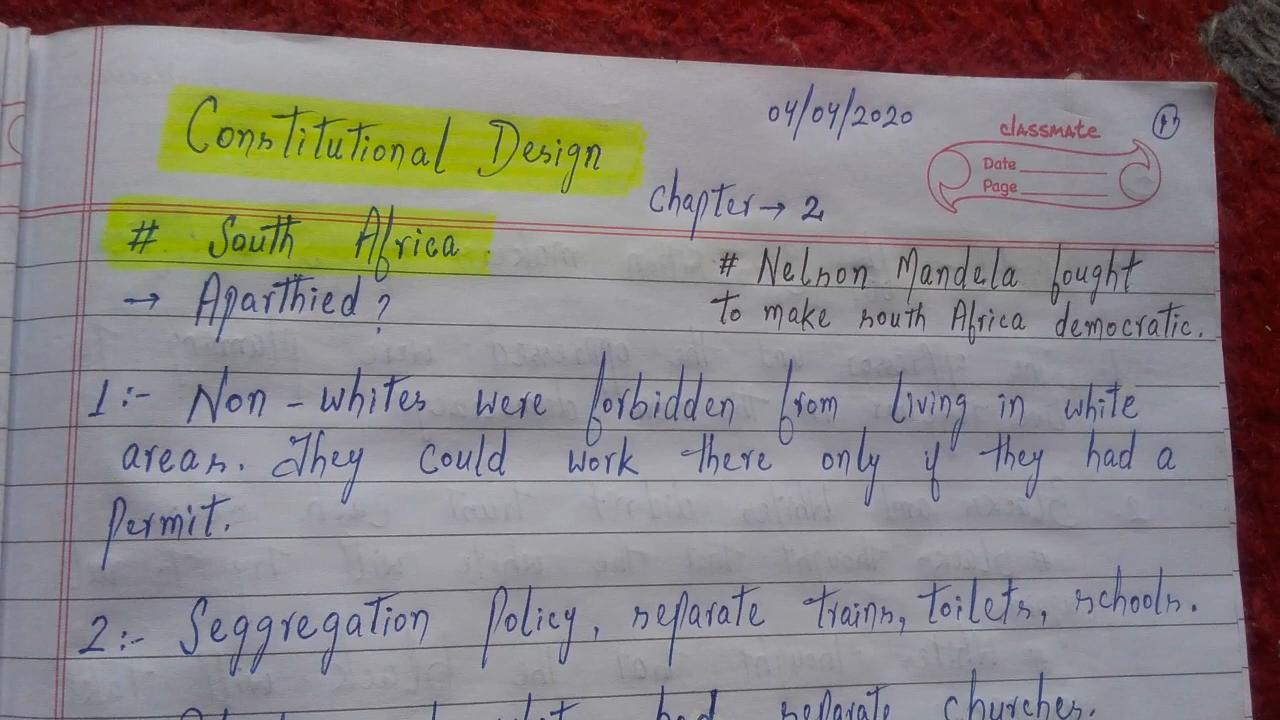 04/04/2020
classmate
Date
Page
Constitutional Design
Chapter → 2
# South Africa
# Nelson Mandela fought
to make south Africa democratic.
→ Aparthied ?
1:- Non-whites were forbidden from living in white
areas. They could work there only if they had a
permit.
2:- Seggregation Policy, separate trains, toilets, schools.
had separate churches.